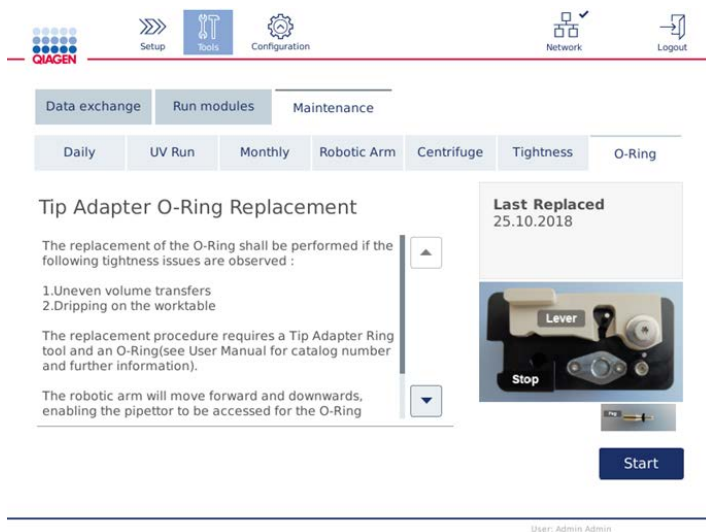 QIAGEN
Setup
Tools
Configuration
Network
Logout
Data exchange
Run modules
Maintenance
Daily
UV Run
Monthly
Robotic Arm
Centrifuge
Tightness
O-Ring
Tip Adapter O-Ring Replacement
The replacement of the O-Ring shall be performed if the
following tightness issues are observed :
1.Uneven volume transfers
2.Dripping on the worktable
The replacement procedure requires a Tip Adapter Ring
tool and an O-Ring(see User Manual for catalog number
and further information).
The robotic arm will move forward and downwards,
enabling the pipettor to be accessed for the O-Ring
Last Replaced
25.10.2018
Lever
Stop
Peg
Start
User: Admin Admin